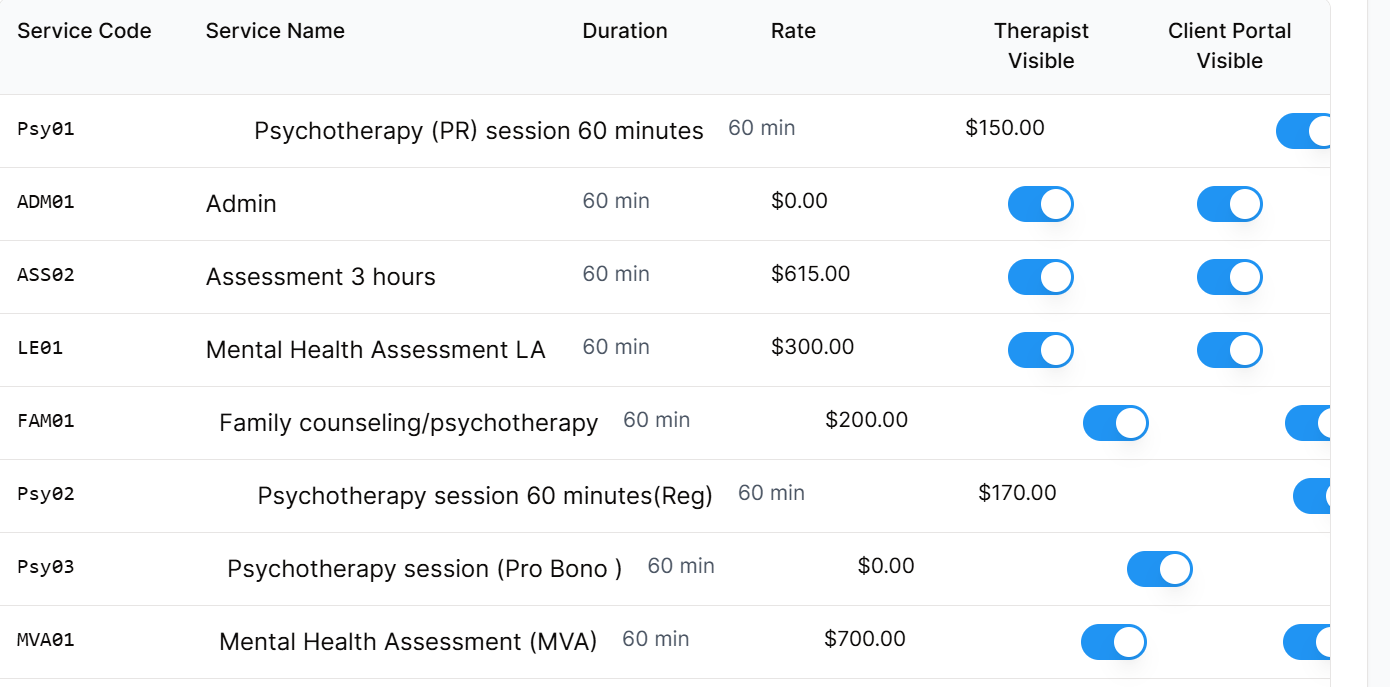 Service Code Service Name Duration Rate Therapist Visible Client Portal Visible
Psy01 Psychotherapy (PR) session 60 minutes 60 min $150.00
ADM01 Admin 60 min $0.00
ASS02 Assessment 3 hours 60 min $615.00
LE01 Mental Health Assessment LA 60 min $300.00
FAM01 Family counseling/psychotherapy 60 min $200.00
Psy02 Psychotherapy session 60 minutes(Reg) 60 min $170.00
Psy03 Psychotherapy session (Pro Bono ) 60 min $0.00
MVA01 Mental Health Assessment (MVA) 60 min $700.00